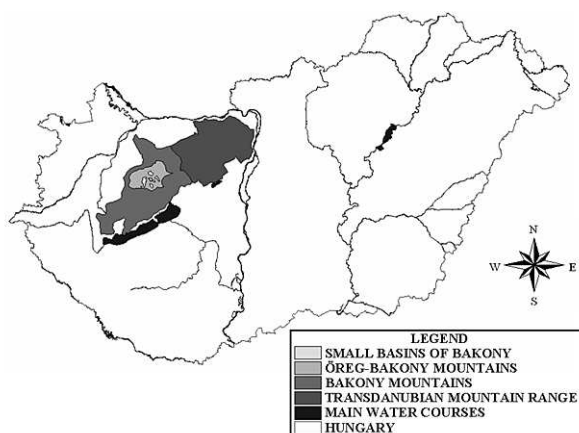 N
W E
S
LEGEND
SMALL BASINS OF BAKONY
ÖREG-BAKONY MOUNTAINS
BAKONY MOUNTAINS
TRANSDANUBIAN MOUNTAIN RANGE
MAIN WATER COURSES
HUNGARY